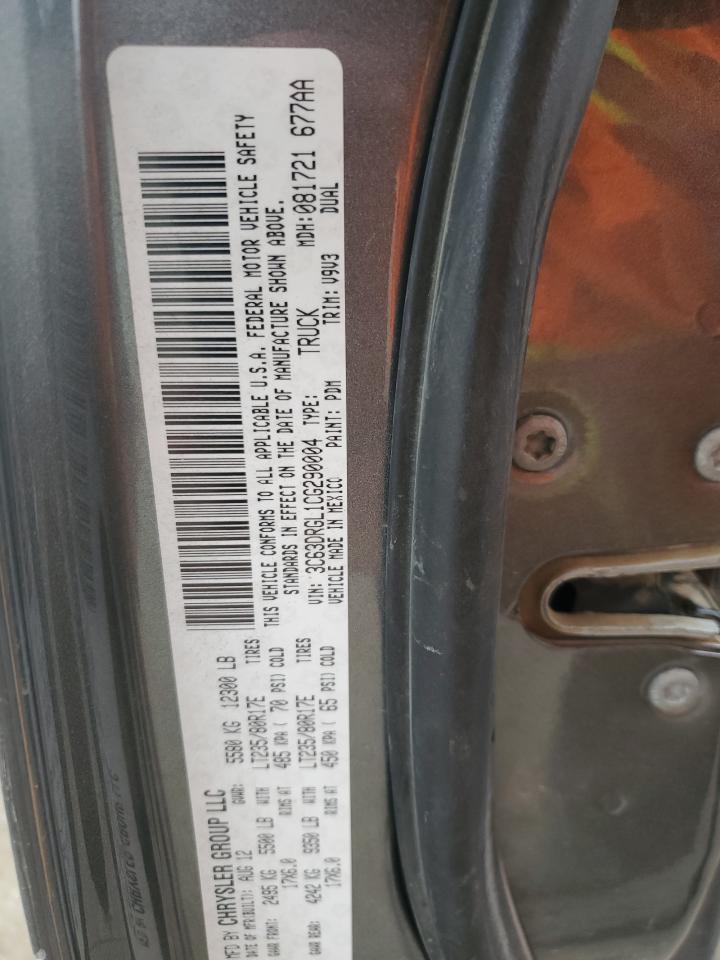 MFD BY CHRYSLER GROUP LLC
DATE OF MFR(BUILT): AUG 12 GVWR: 5580 KG 12300 LB
GAWR FRONT: 2495 KG 5500 LB WITH LT235/80R17E TIRES
17X6.0 RIMS AT 485 KPA ( 70 PSI) COLD
GAWR REAR: 4242 KG 9350 LB WITH LT235/80R17E TIRES
17X6.0 RIMS AT 450 KPA ( 65 PSI) COLD
THIS VEHICLE CONFORMS TO ALL APPLICABLE U.S.A. FEDERAL MOTOR VEHICLE SAFETY
STANDARDS IN EFFECT ON THE DATE OF MANUFACTURE SHOWN ABOVE.
VIN: 3C63DRGL1CG290004 TYPE: TRUCK MDH:081721 677AA
VEHICLE MADE IN MEXICO PAINT: PDM TRIM: V9V3 DUAL